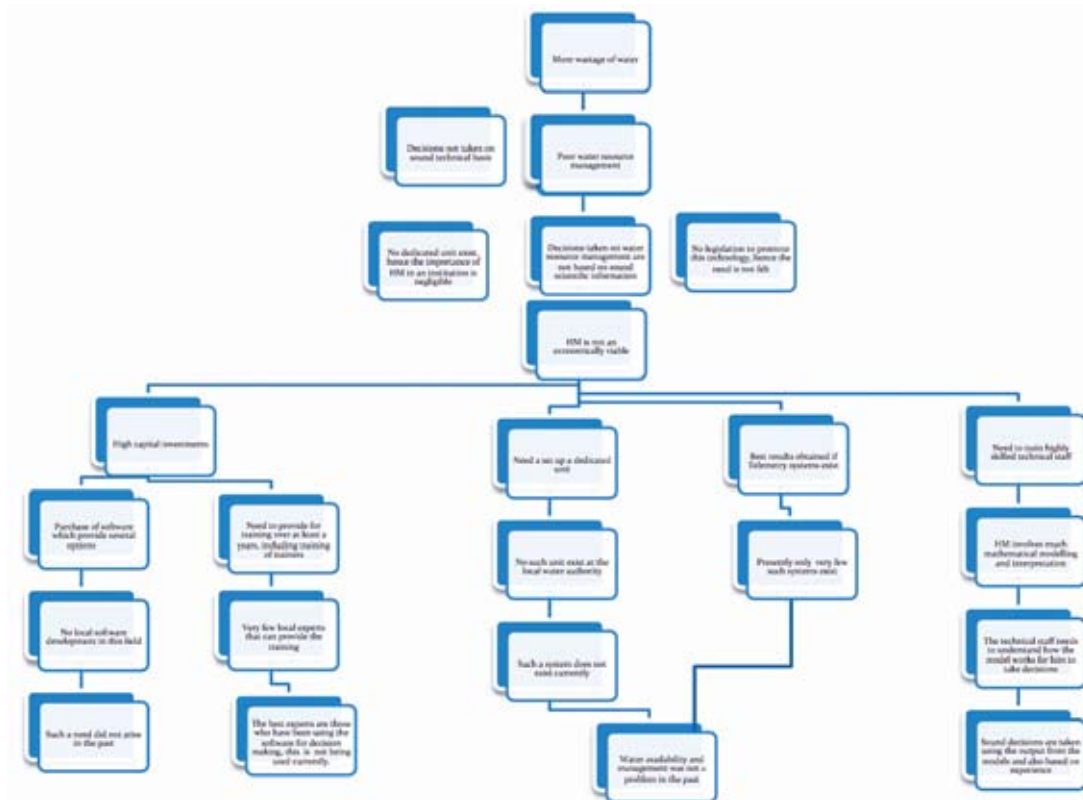 More wastage of water
Decisions not taken on
sound technical basis
Poor water resource
management
No dedicated unit exist,
hence the importance of
HM in an institution is
negligible
Decisions taken on water
resource management are
not based on sound
scientific information
No legislation to promote
this technology, hence the
need is not felt
HM is not an
economically viable
High capital investments
Need a set up a dedicated
unit
Best results obtained if
Telemetry systems exist
Need to train highly
skilled technical staff
Purchase of software
which provide several
options
Need to provide for
training over at least 2
years, including training
of trainers
No such unit exist at the
local water authority
Presently only very few
such systems exist
HM involves much
mathematical modelling
and interpretation
No local software
development in this field
Very few local experts
that can provide the
training
Such a system does not
exist currently
The technical staff needs
to understand how the
model works for him to
take decisions
Such a need did not arise
in the past
The best experts are those
who have been using the
software for decision
making, this is not being
used currently.
Water availability and
management was not a
problem in the past
Sound decisions are taken
using the output from the
models and also based on
experience